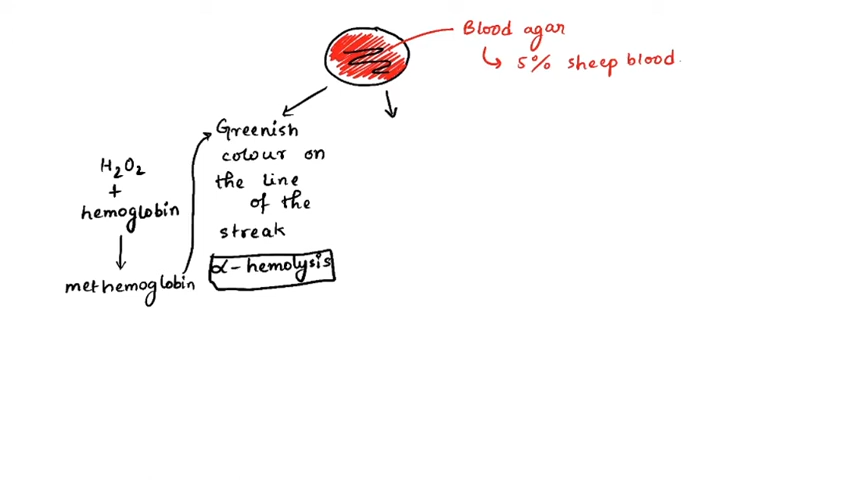 Blood agar
↳ 5% sheep blood.
Greenish
colour on
the line
of the
streak
α-hemolysis
H₂O₂
+
hemoglobin
↓
methemoglobin